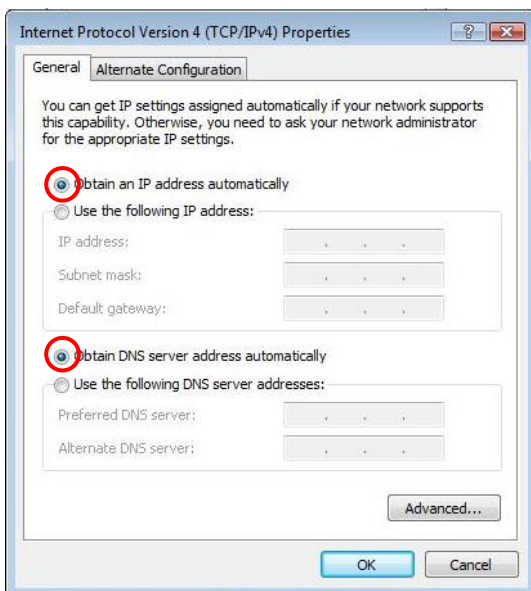 Internet Protocol Version 4 (TCP/IPv4) Properties
General
Alternate Configuration
You can get IP settings assigned automatically if your network supports
this capability. Otherwise, you need to ask your network administrator
for the appropriate IP settings.
Obtain an IP address automatically
Use the following IP address:
IP address:
Subnet mask:
Default gateway:
Obtain DNS server address automatically
Use the following DNS server addresses:
Preferred DNS server:
Alternate DNS server:
Advanced...
OK
Cancel